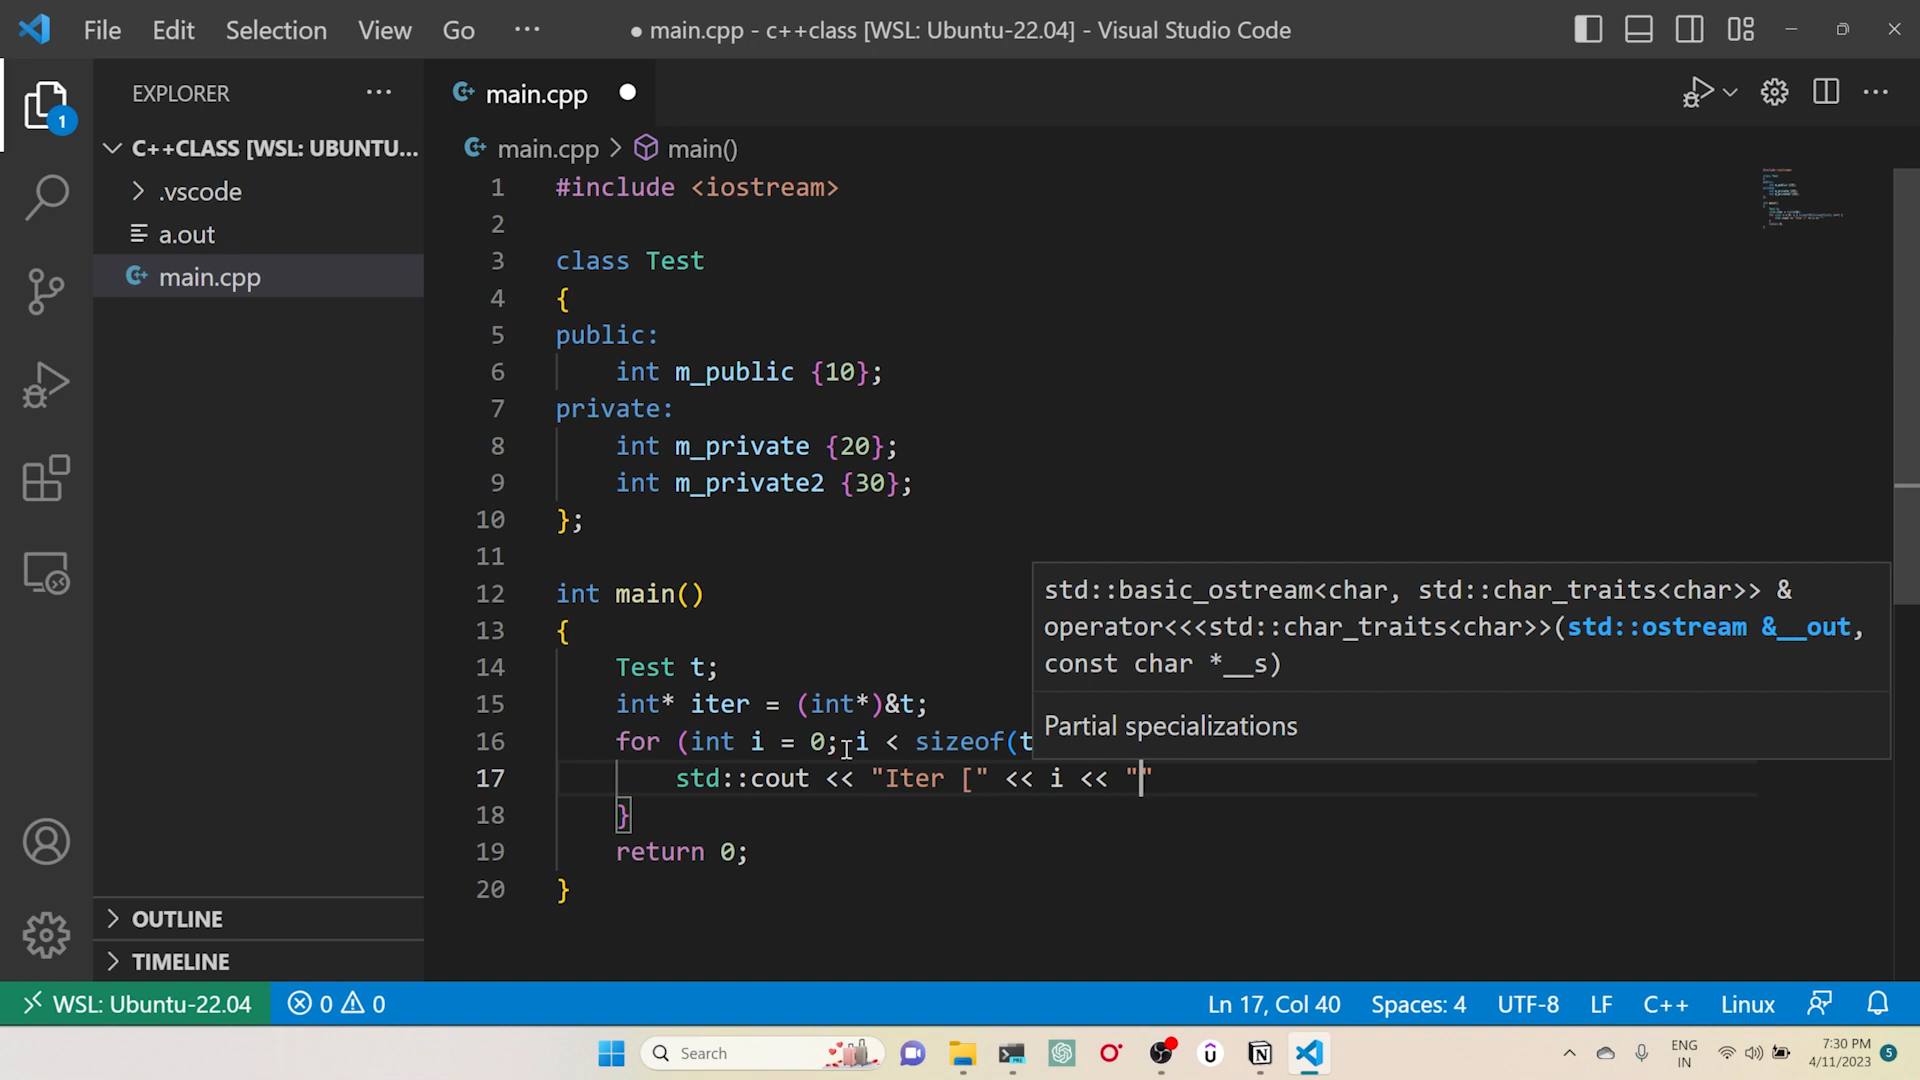 File Edit Selection View Go ··· ● main.cpp - c++class [WSL: Ubuntu-22.04] - Visual Studio Code
EXPLORER ···
main.cpp
1
C++CLASS [WSL: UBUNTU...
main.cpp > main()
.vscode
a.out
main.cpp
1 #include <iostream>
2
3 class Test
4 {
5 public:
6 int m_public {10};
7 private:
8 int m_private {20};
9 int m_private2 {30};
10 };
11
12 int main()
13 {
14 Test t;
15 int* iter = (int*)&t;
16 for (int i = 0; i < sizeof(t
17 std::cout << "Iter [" << i << ""
18 }
19 return 0;
20 }
std::basic_ostream<char, std::char_traits<char>> &
operator<<<std::char_traits<char>>(std::ostream &__out,
const char *__s)
Partial specializations
OUTLINE
TIMELINE
WSL: Ubuntu-22.04 0 0 Ln 17, Col 40 Spaces: 4 UTF-8 LF C++ Linux
Search
ENG
IN
7:30 PM
4/11/2023
5